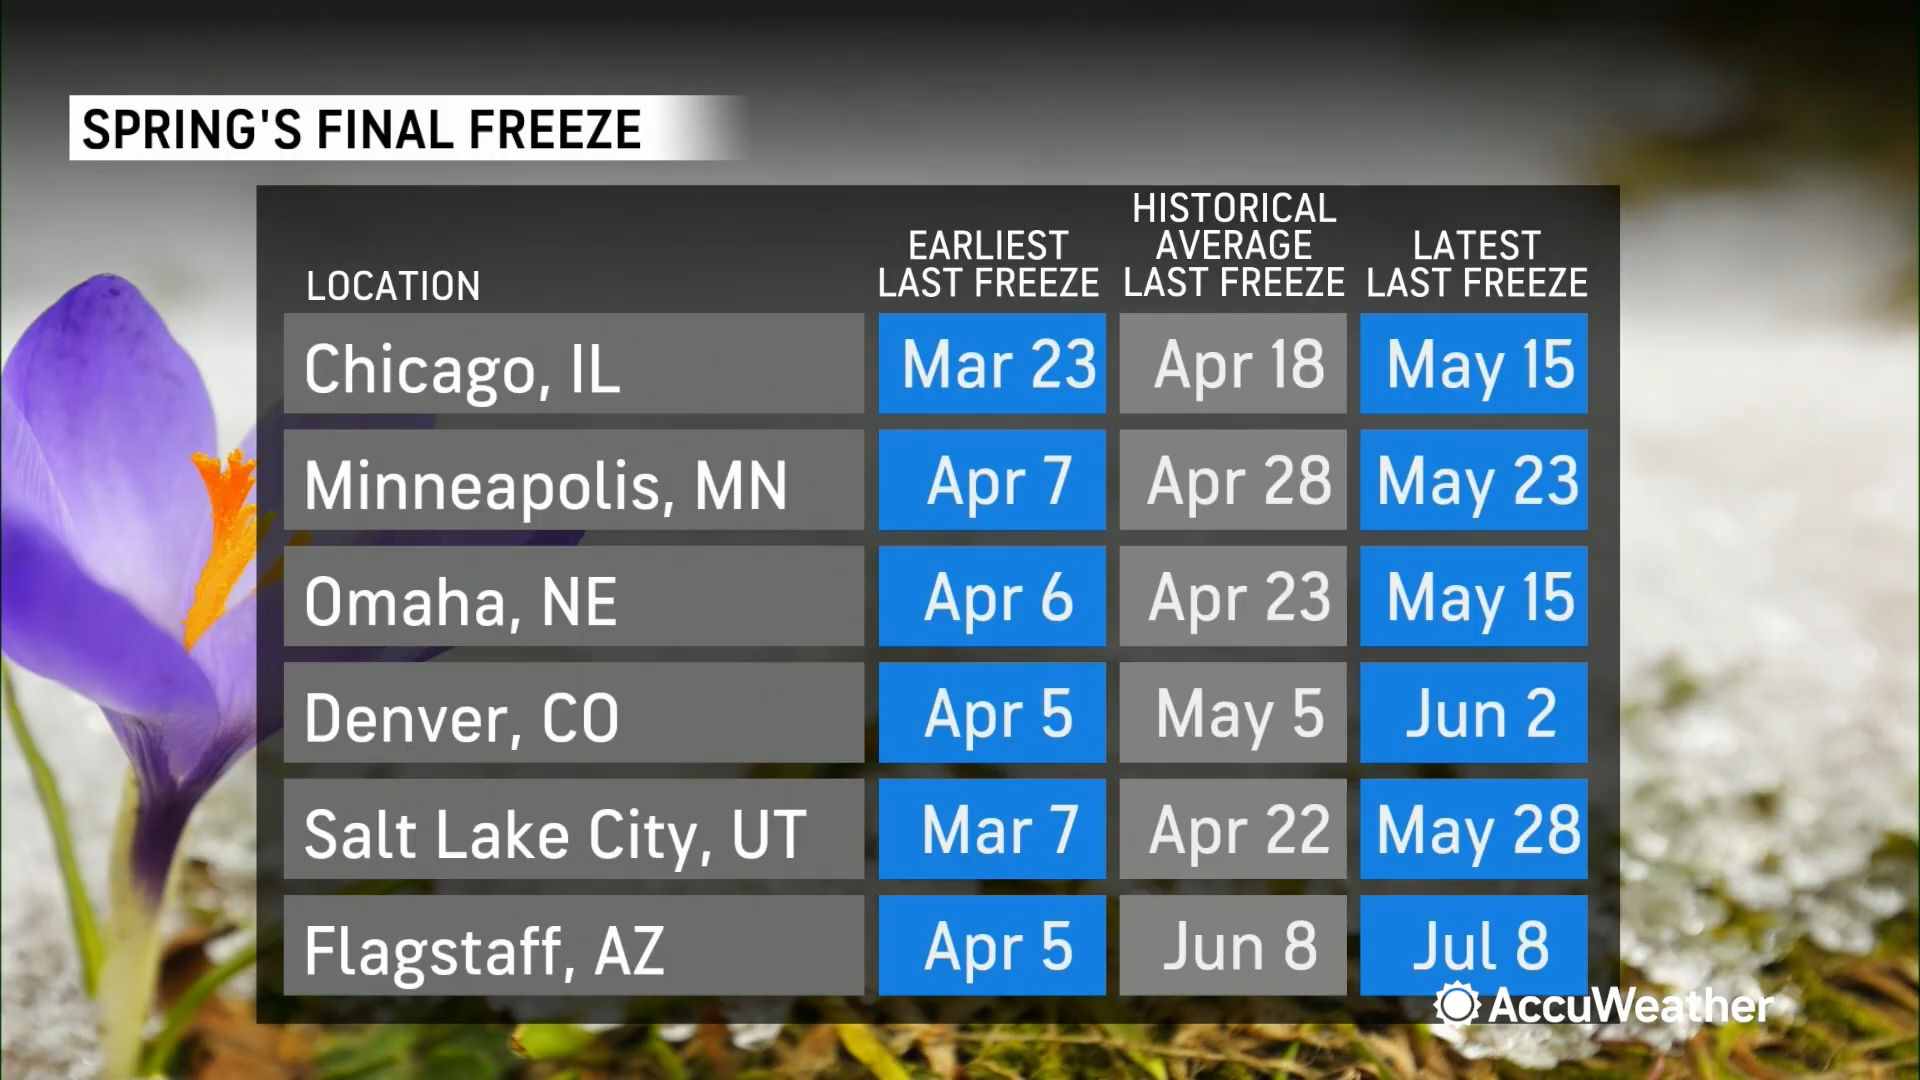 SPRING'S FINAL FREEZE
LOCATION
EARLIEST
LAST FREEZE
HISTORICAL
AVERAGE
LAST FREEZE
LATEST
LAST FREEZE
Chicago, IL Mar 23 Apr 18 May 15
Minneapolis, MN Apr 7 Apr 28 May 23
Omaha, NE Apr 6 Apr 23 May 15
Denver, CO Apr 5 May 5 Jun 2
Salt Lake City, UT Mar 7 Apr 22 May 28
Flagstaff, AZ Apr 5 Jun 8 Jul 8
AccuWeather